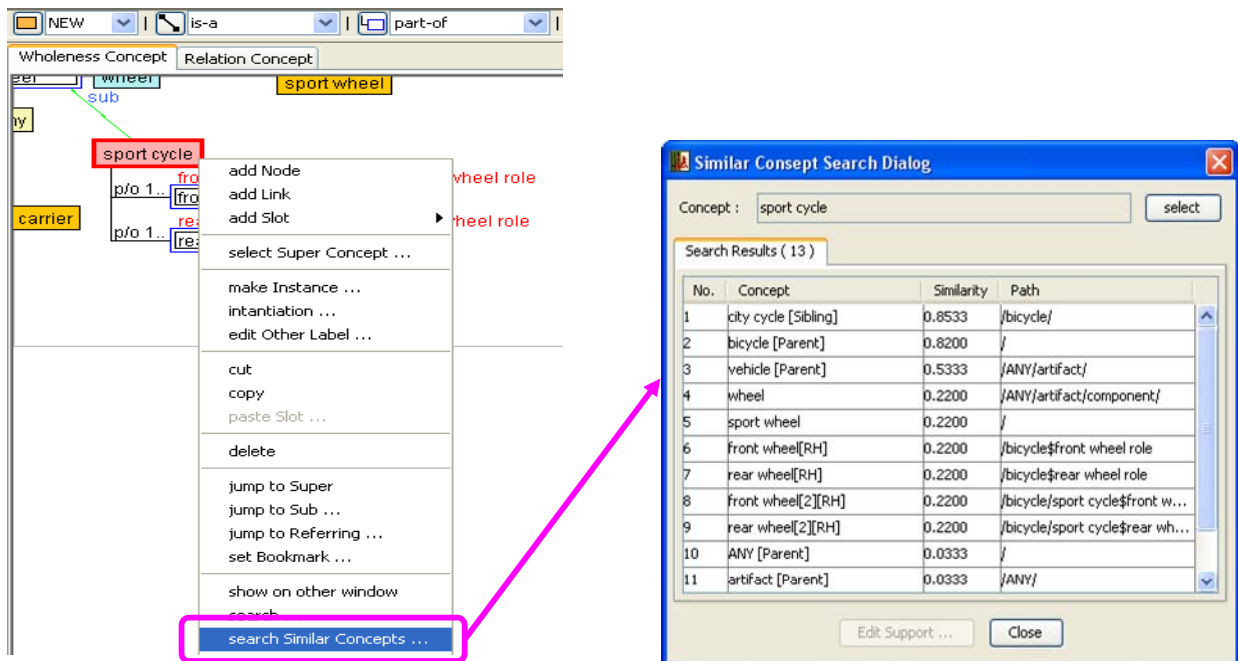 NEW is-a part-of
Wholeness Concept Relation Concept
wheel
sport wheel
sub
sport cycle
carrier
p/o 1..
p/o 1..
wheel role
heel role
add Node
add Link
add Slot
select Super Concept ...
make Instance ...
intantiation ...
edit Other Label ...
cut
copy
paste Slot ...
delete
jump to Super
jump to Sub ...
jump to Referring ...
set Bookmark ...
show on other window
search ...
search Similar Concepts ...
Similar Consept Search Dialog
Concept : sport cycle select
Search Results ( 13 )
No. Concept Similarity Path
1 city cycle [Sibling] 0.8533 /bicycle/
2 bicycle [Parent] 0.8200 /
3 vehicle [Parent] 0.5333 /ANY/artifact/
4 wheel 0.2200 /ANY/artifact/component/
5 sport wheel 0.2200 /
6 front wheel[RH] 0.2200 /bicycle$front wheel role
7 rear wheel[RH] 0.2200 /bicycle$rear wheel role
8 front wheel[2][RH] 0.2200 /bicycle/sport cycle$front w...
9 rear wheel[2][RH] 0.2200 /bicycle/sport cycle$rear wh...
10 ANY [Parent] 0.0333 /
11 artifact [Parent] 0.0333 /ANY/
Edit Support ... Close